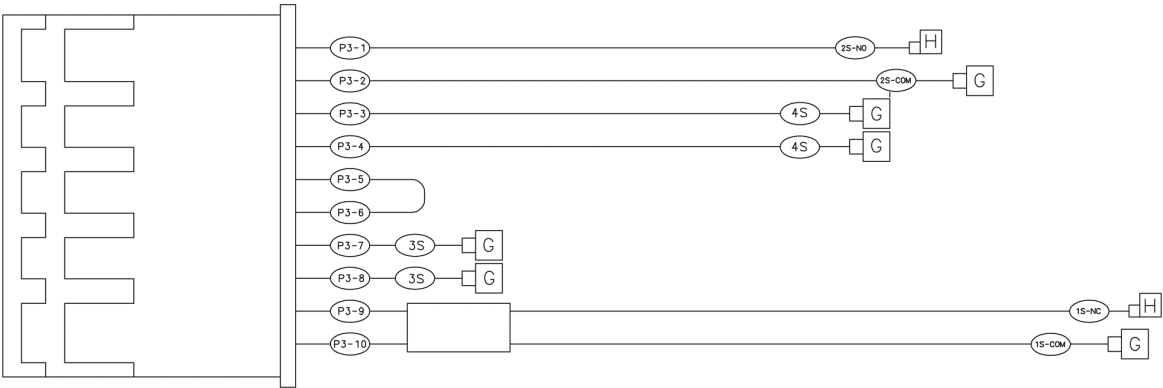 P3-1 2S-NO H
P3-2 2S-COM G
P3-3 4S G
P3-4 4S G
P3-5
P3-6
P3-7 3S G
P3-8 3S G
P3-9 1S-NC H
P3-10 1S-COM G